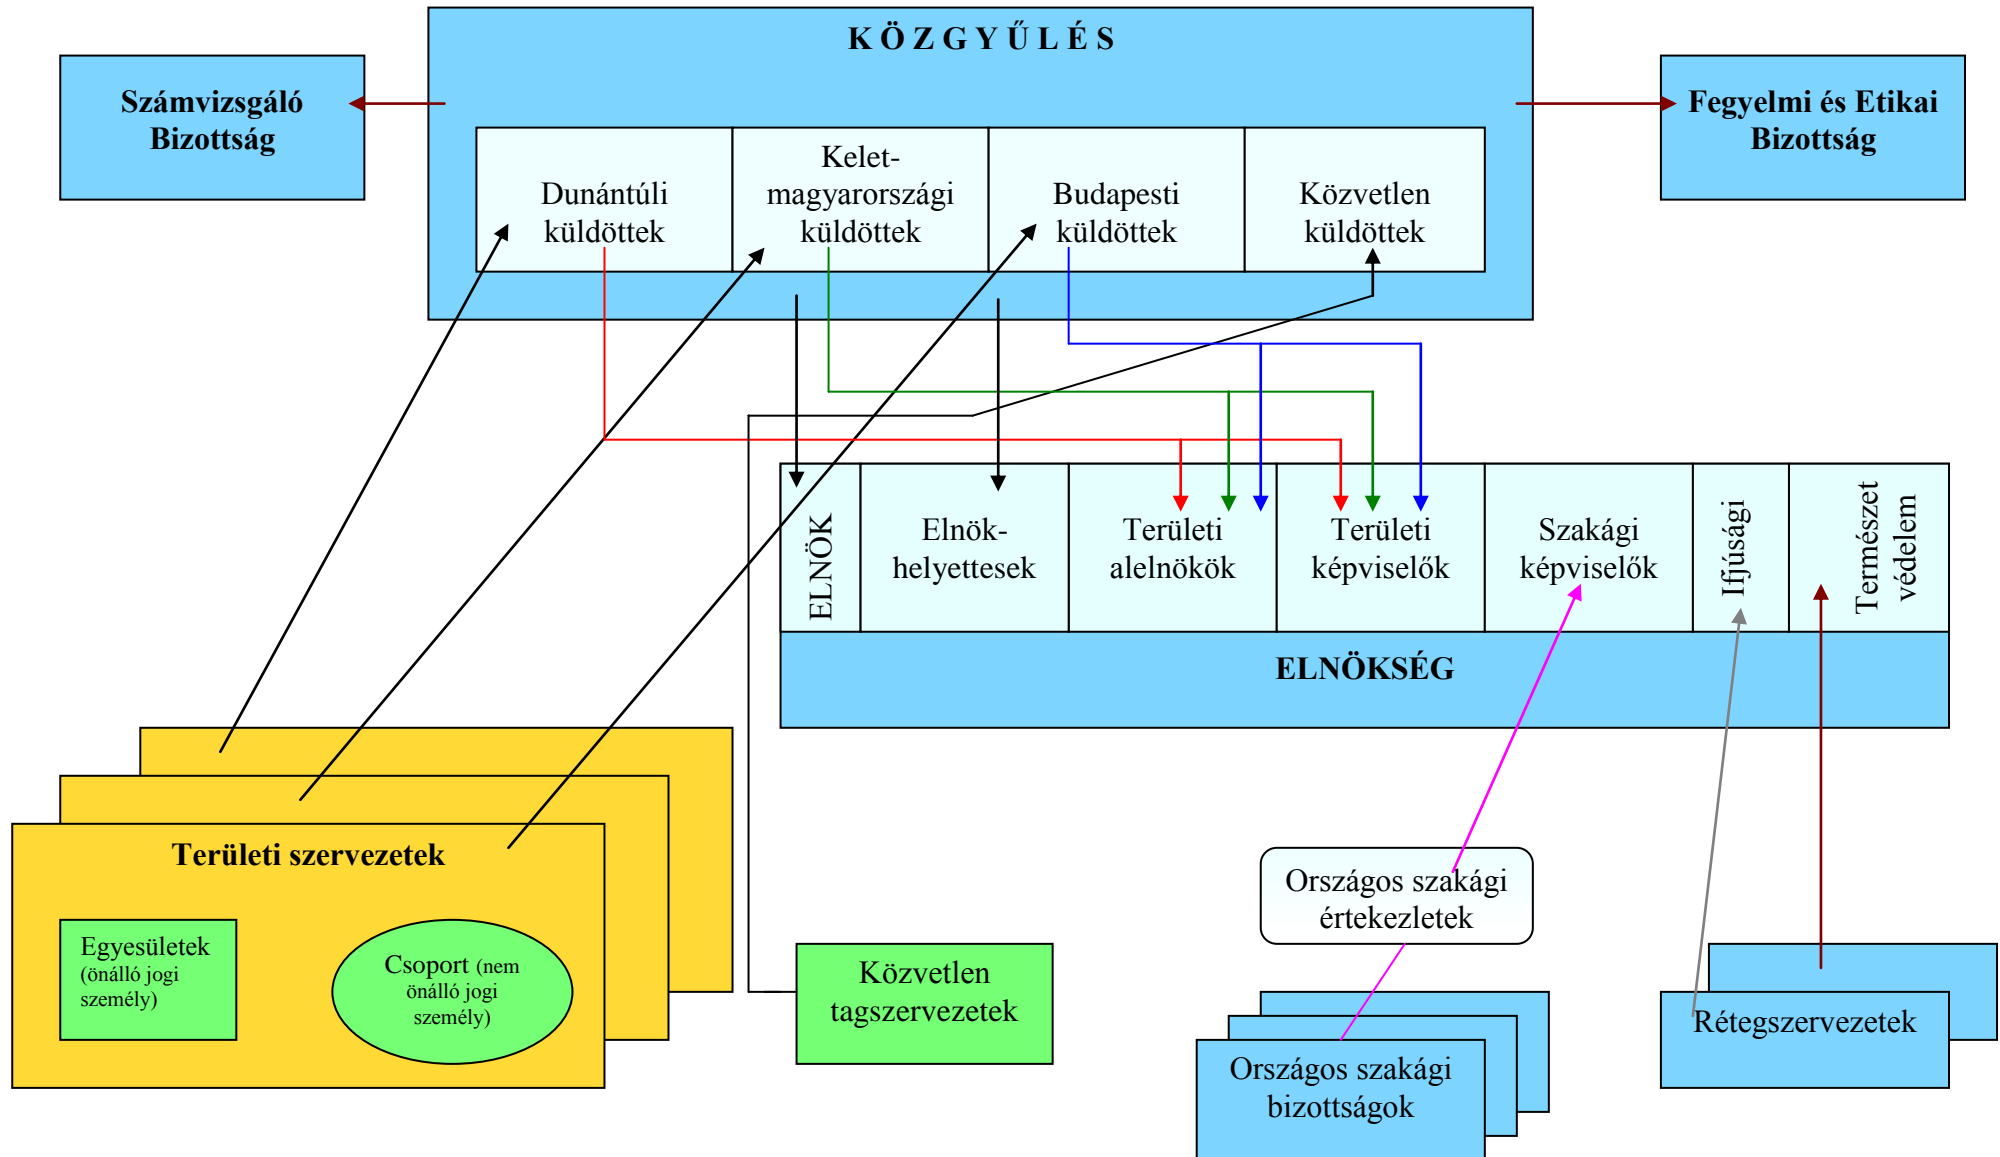 K Ö Z G Y Ű L É S
Számvizsgáló
Bizottság
Fegyelmi és Etikai
Bizottság
Dunántúli
küldöttek
Kelet-
magyarországi
küldöttek
Budapesti
küldöttek
Közvetlen
küldöttek
ELNÖK
Elnök-
helyettesek
Területi
alelnökök
Területi
képviselők
Szakági
képviselők
Ifjúsági
Természet
védelem
ELNÖKSÉG
Területi szervezetek
Egyesületek
(önálló jogi
személy)
Csoport (nem
önálló jogi
személy)
Közvetlen
tagszervezetek
Országos szakági
értekezletek
Országos szakági
bizottságok
Rétegszervezetek